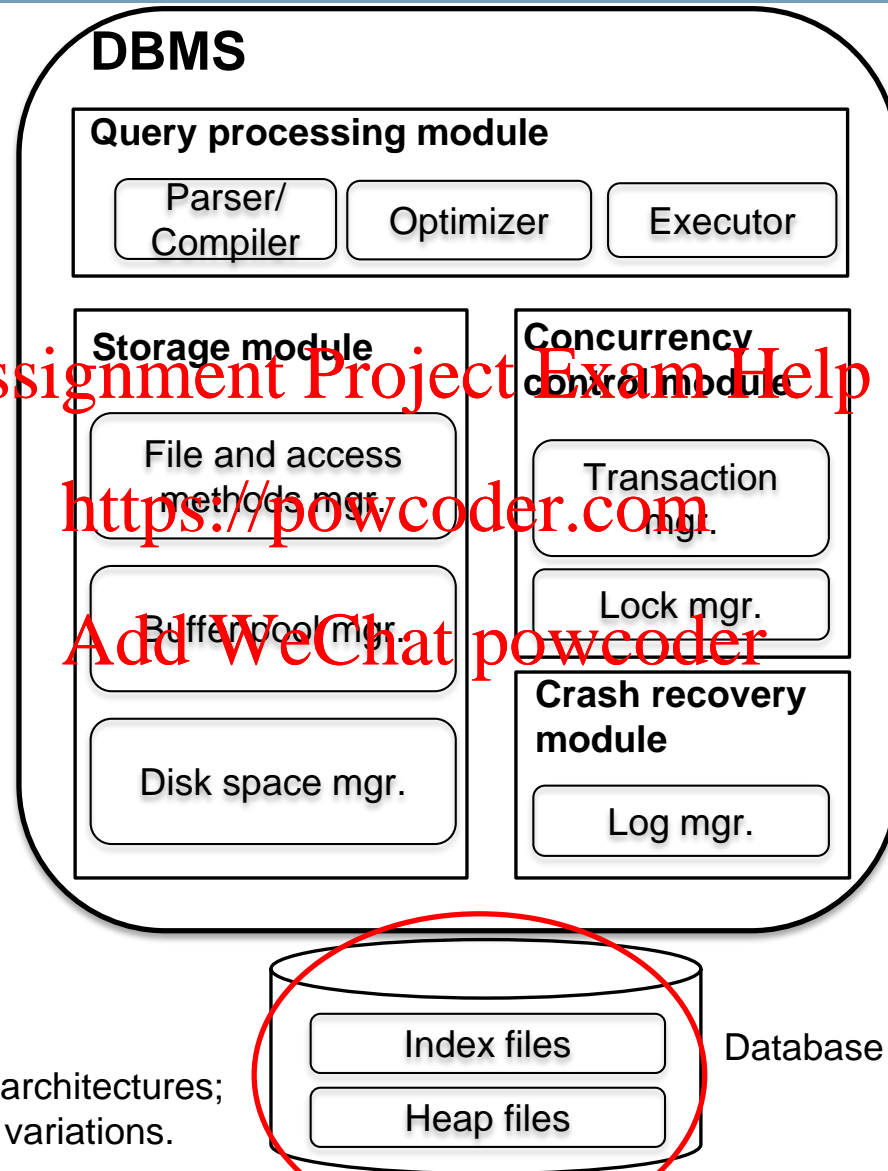 DBMS
Query processing module
Parser/
Compiler
Optimizer
Executor
Storage module
Concurrency
control module
ssignment Project Exam Help
File and access
methods mgr.
Transaction
mgr.
https://powcoder.com
Buffer pool mgr.
Lock mgr.
Add WeChat powcoder
Crash recovery
module
Disk space mgr.
Log mgr.
Index files
Database
architectures;
Heap files
variations.